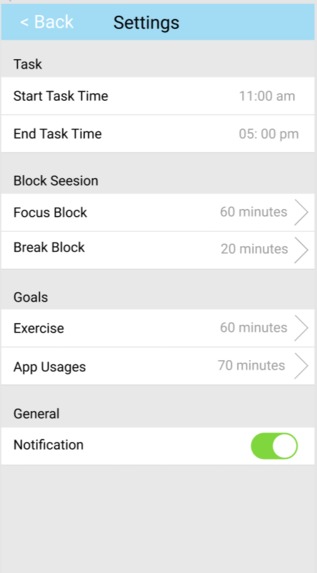 < Back Settings
Task
Start Task Time 11:00 am
End Task Time 05: 00 pm
Block Seesion
Focus Block 60 minutes
Break Block 20 minutes
Goals
Exercise 60 minutes
App Usages 70 minutes
General
Notification